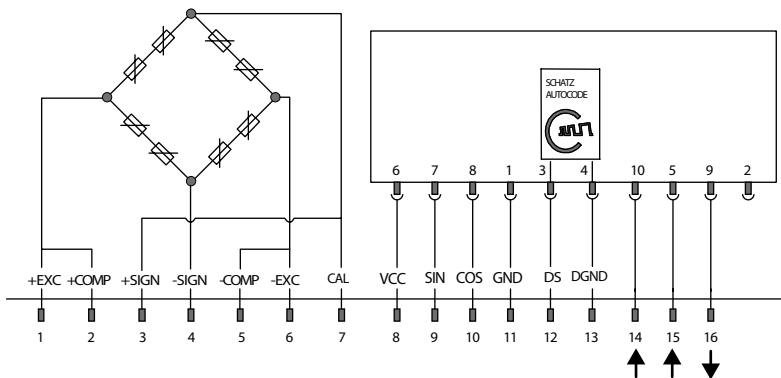 SCHATZ
AUTOCODE
6 7 8 1 3 4 10 5 9 2
+EXC +COMP +SIGN -SIGN -COMP -EXC CAL VCC SIN COS GND DS DGND
1 2 3 4 5 6 7 8 9 10 11 12 13 14 15 16